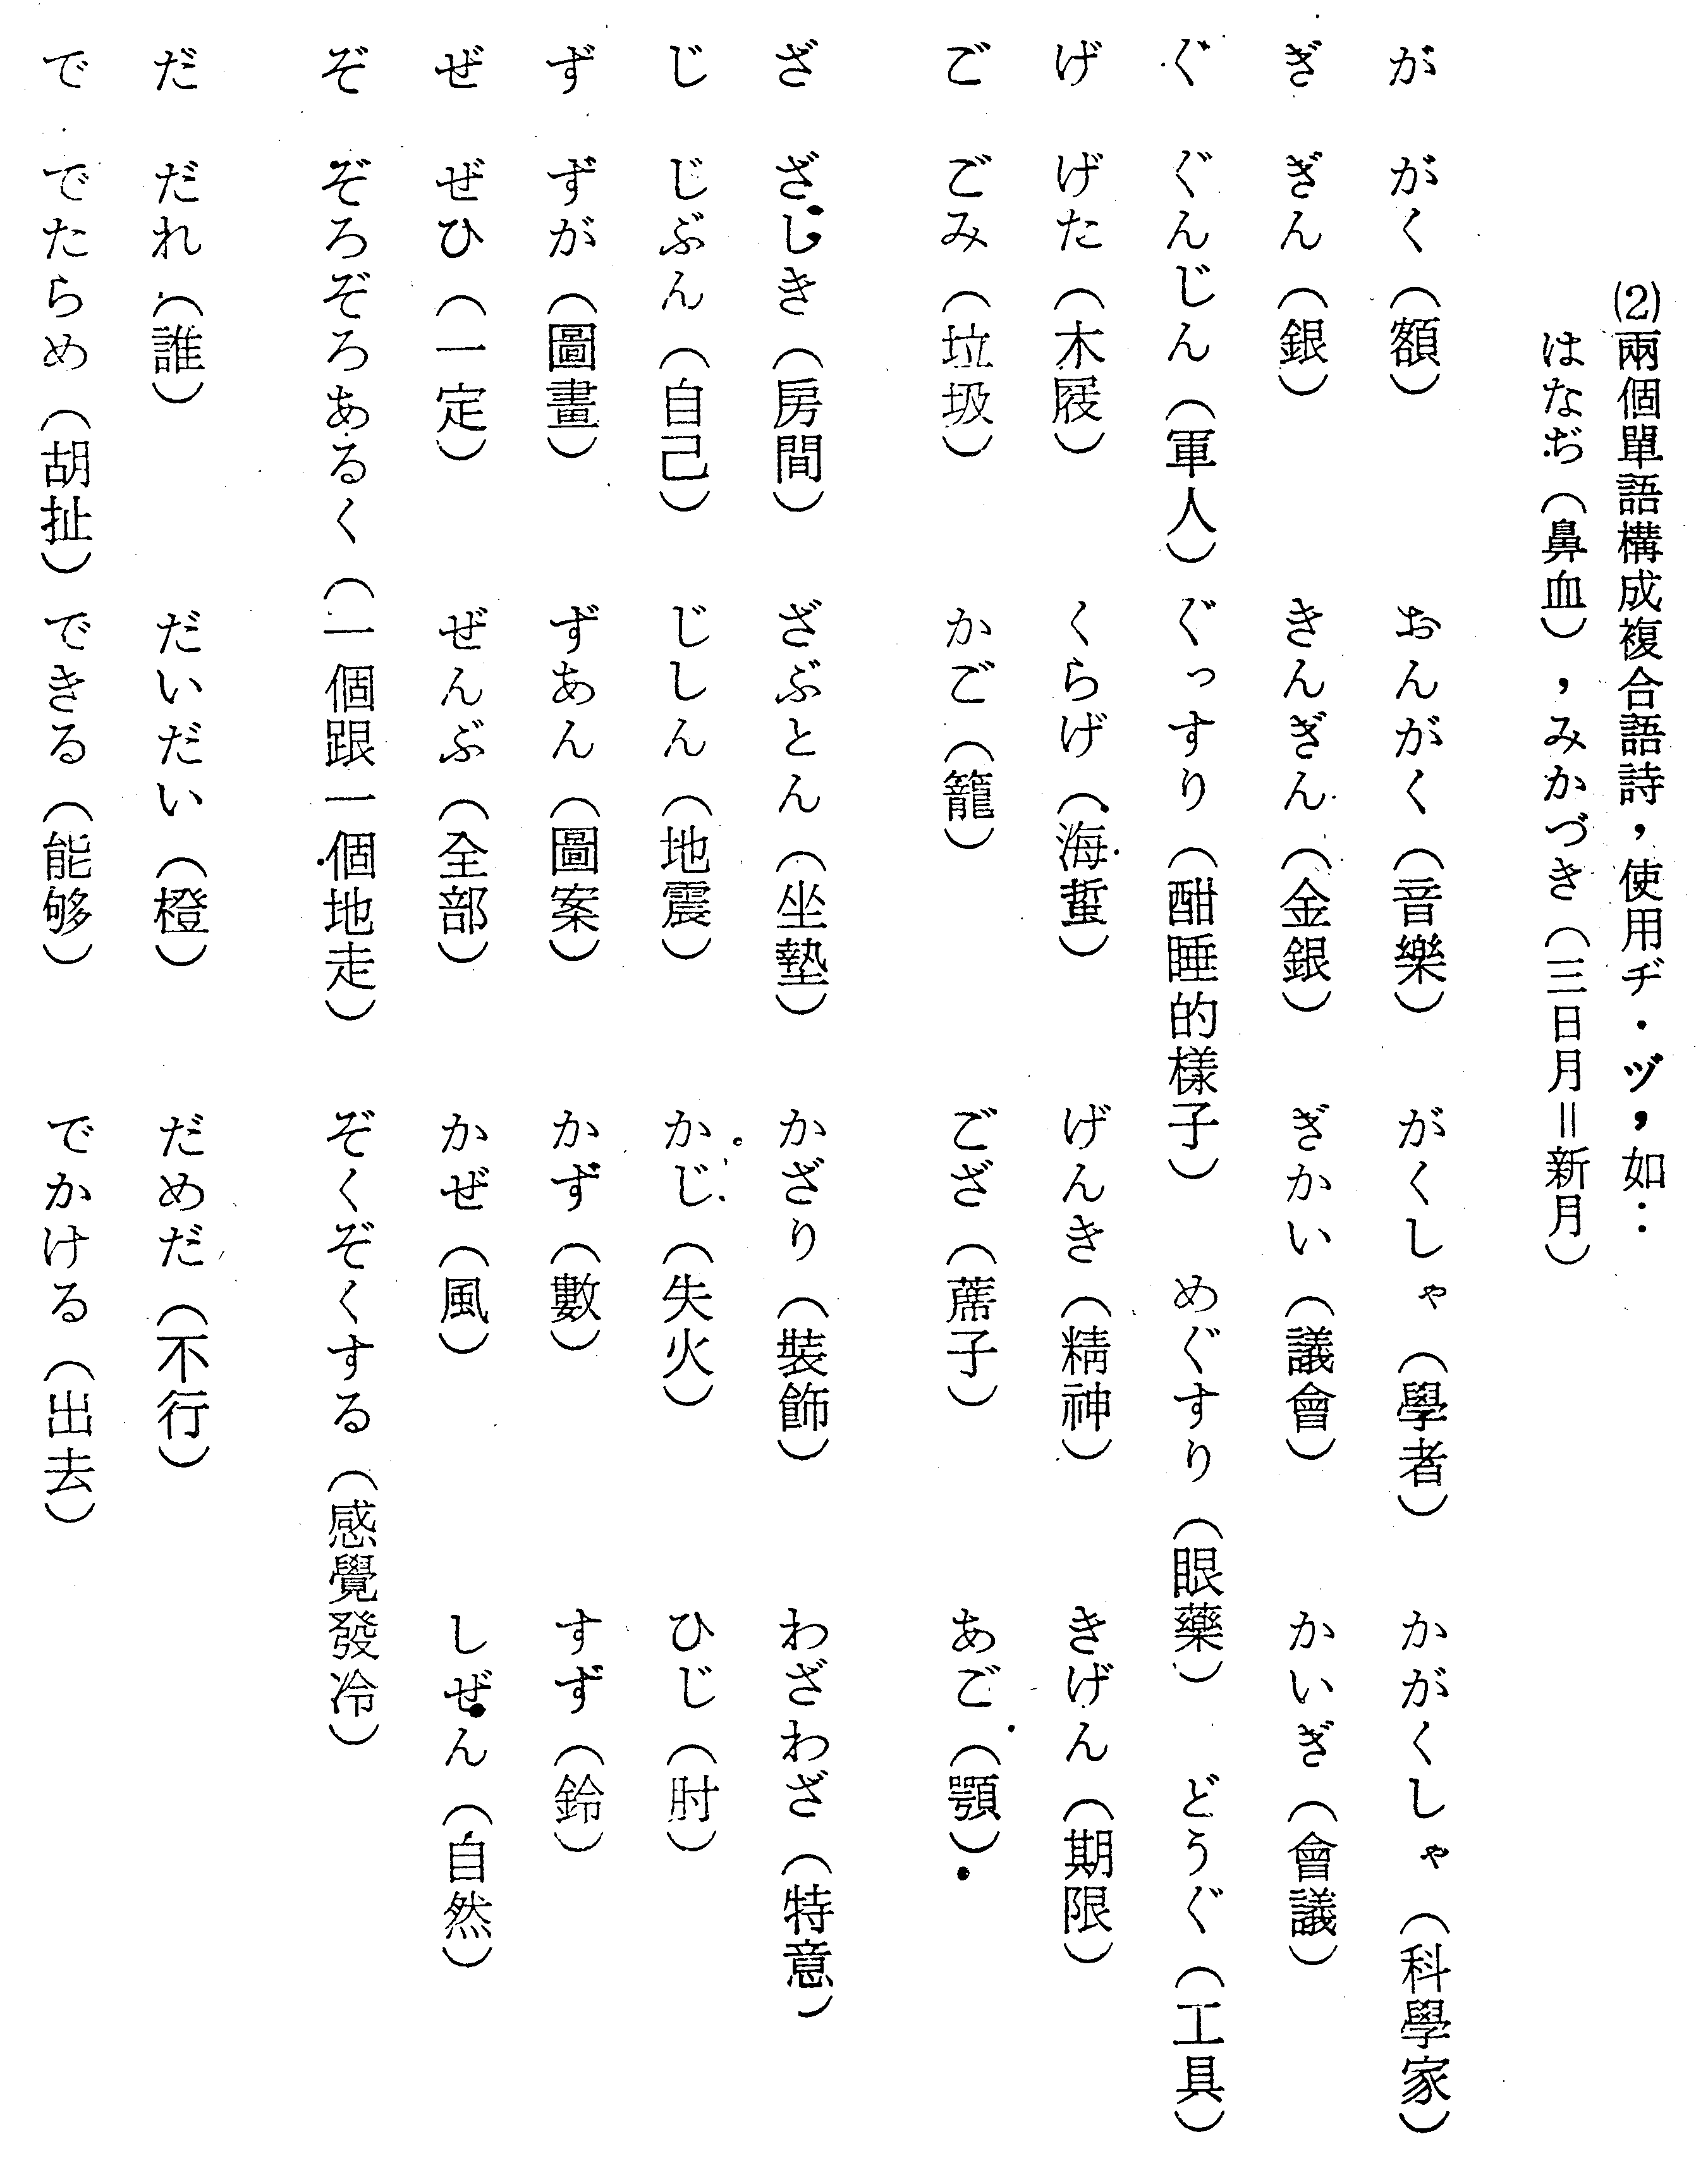 ⑵兩個單語構成複合語詩，使用ヂ・ヅ，如：
はなぢ（鼻血），みかづき（三日月＝新月）
が　がく（額）　おんがく（音樂）　がくしゃ（學者）　かがくしゃ（科學家）
ぎ　ぎん（銀）　きんぎん（金銀）　ぎかい（議會）　かいぎ（會議）
ぐ　ぐんじん（軍人）　ぐっすり（酣睡的樣子）　めぐすり（眼藥）　どうぐ（工具）
げ　げた（木屐）　くらげ（海蜇）　げんき（精神）　きげん（期限）
ご　ごみ（垃圾）　かご（籠）　ござ（蓆子）　あご（顎）
ざ　ざしき（房間）　ざぶとん（坐墊）　かざり（裝飾）　わざわざ（特意）
じ　じぶん（自己）　じしん（地震）　かじ（失火）　ひじ（肘）
ず　ずが（圖畫）　ずあん（圖案）　かず（數）　すず（鈴）
ぜ　ぜひ（一定）　ぜんぶ（全部）　かぜ（風）　しぜん（自然）
ぞ　ぞろぞろあるく（一個跟一個地走）　ぞくぞくする（感覺發冷）
だ　だれ（誰）　だいだい（橙）　だめだ（不行）
で　でたらめ（胡扯）　できる（能够）　でかける（出去）